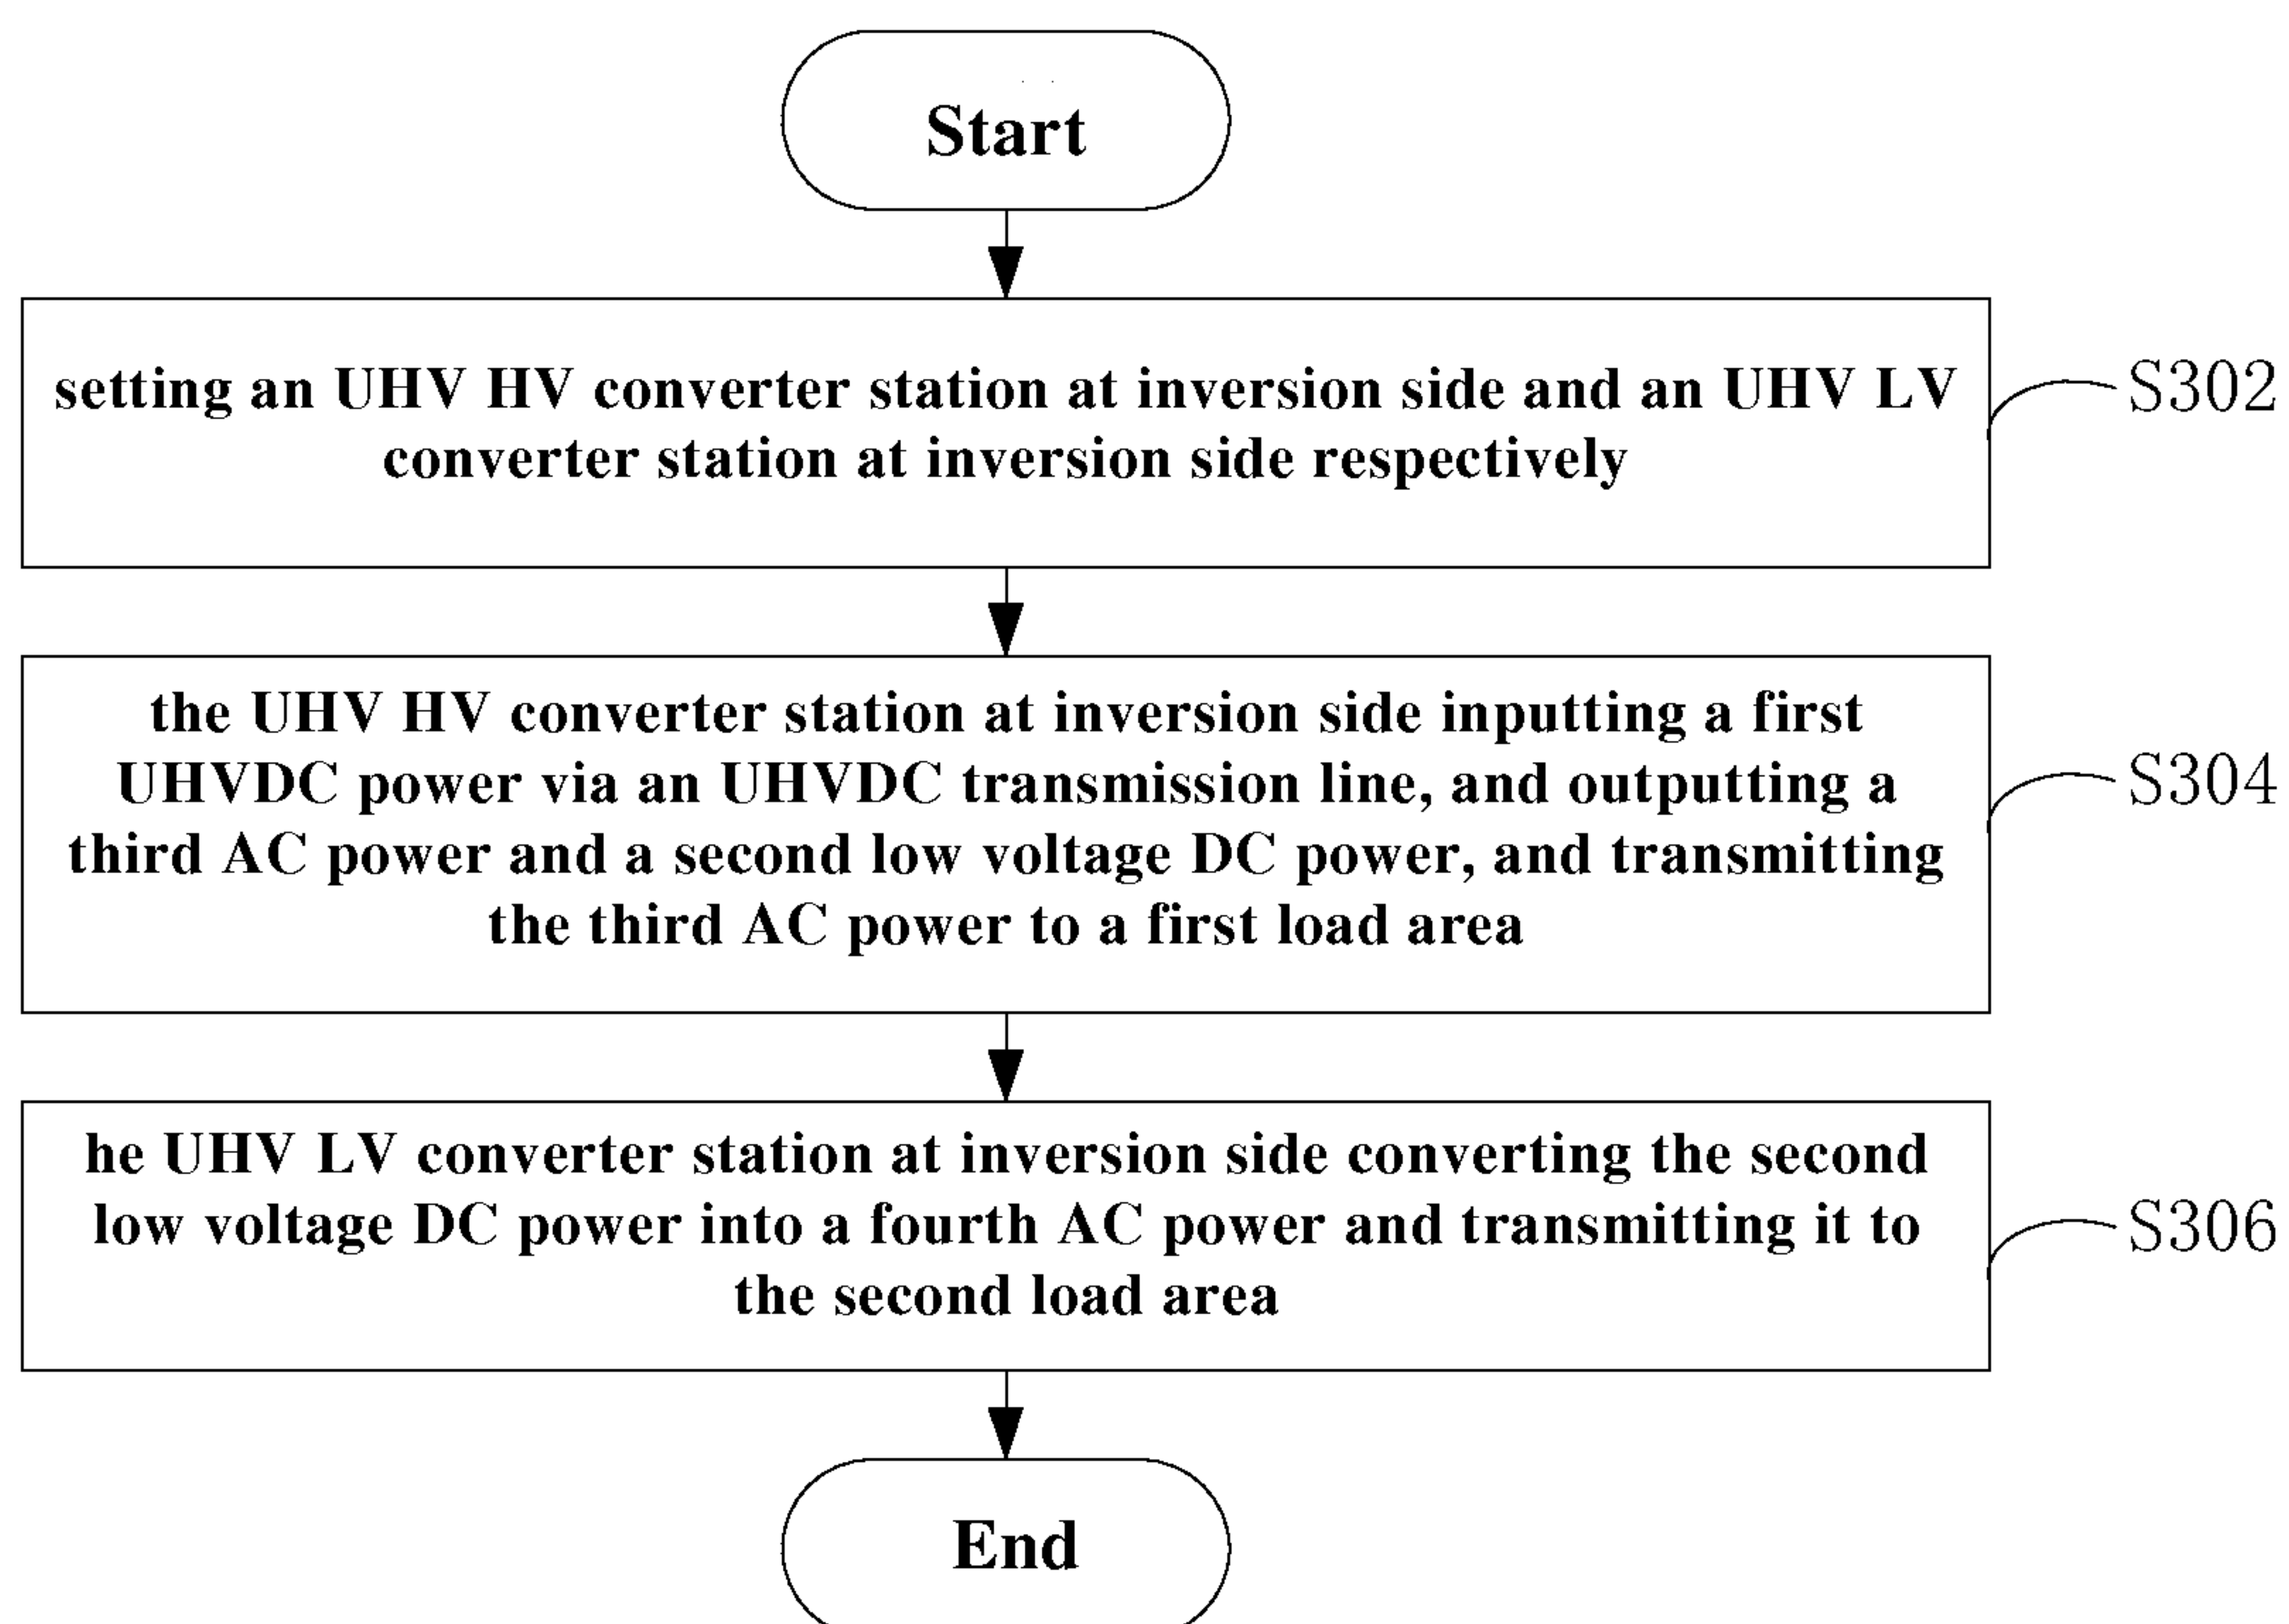 Start
setting an UHV HV converter station at inversion side and an UHV LV
converter station at inversion side respectively
S302
the UHV HV converter station at inversion side inputting a first
UHVDC power via an UHVDC transmission line, and outputting a
third AC power and a second low voltage DC power, and transmitting
the third AC power to a first load area
S304
he UHV LV converter station at inversion side converting the second
low voltage DC power into a fourth AC power and transmitting it to
the second load area
S306
End